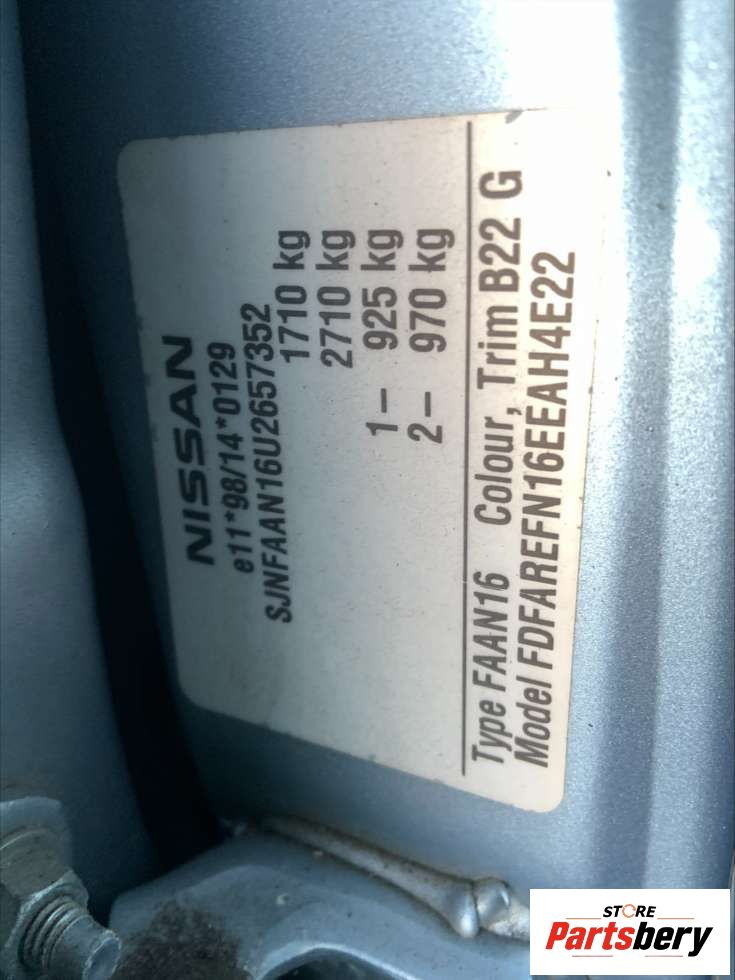 NISSAN
e11*98/14*0129
SJNFAAN16U2657352
1710 kg
2710 kg
1– 925 kg
2– 970 kg
Type FAAN16 Colour, Trim B22 G
Model FDFAREFN16EEAH4E22
STORE
Partsbery